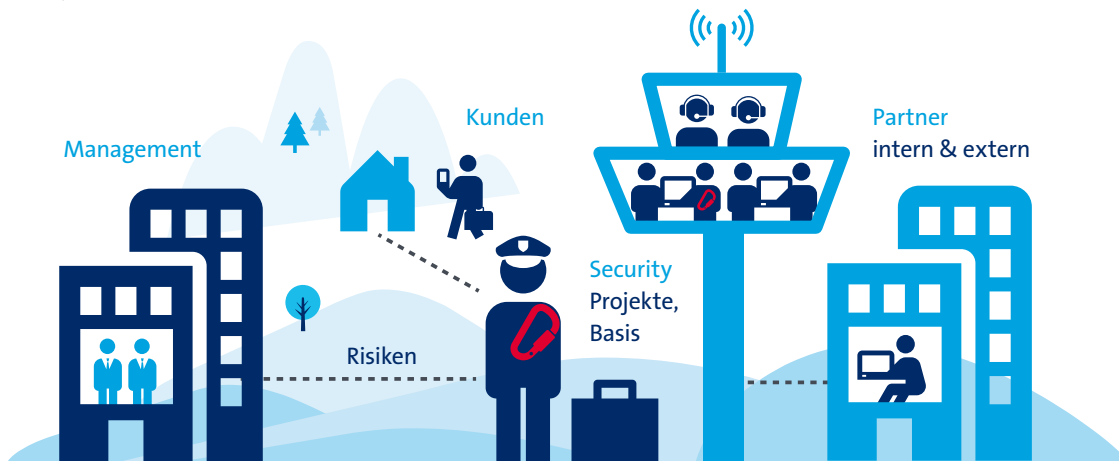 Management
Kunden
Partner
intern & extern
Security
Projekte,
Basis
Risiken